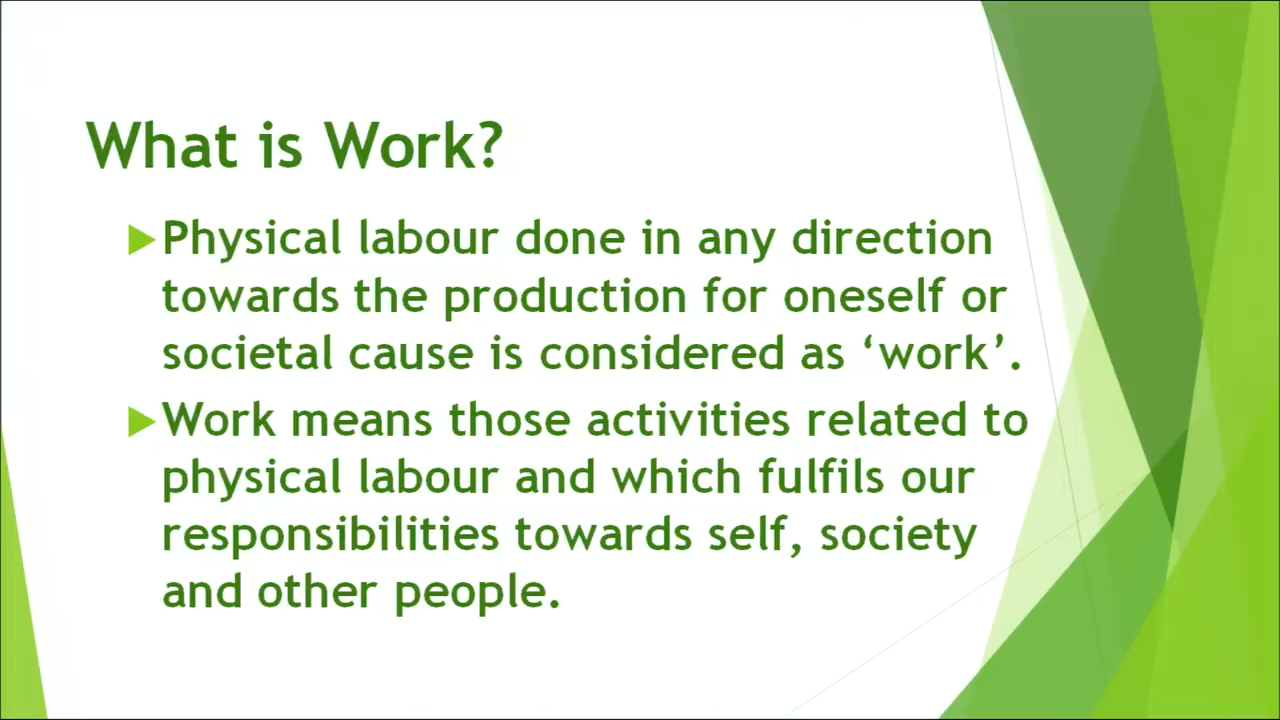 What is Work?
Physical labour done in any direction
towards the production for oneself or
societal cause is considered as ‘work’.
Work means those activities related to
physical labour and which fulfils our
responsibilities towards self, society
and other people.